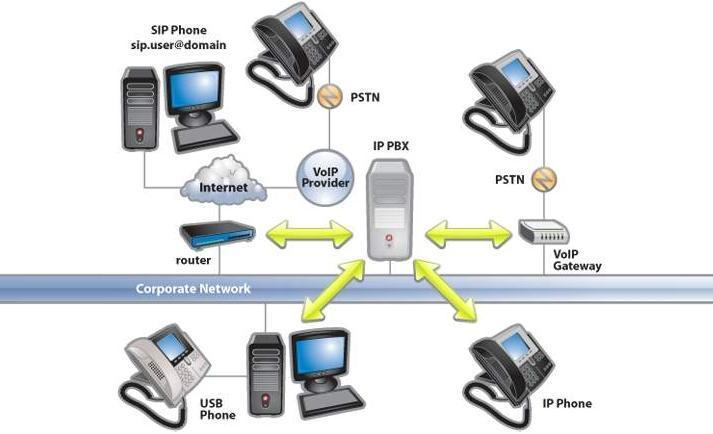 SIP Phone
sip.user@domain
PSTN
IP PBX
VoIP
Provider
Internet
PSTN
router
VoIP
Gateway
Corporate Network
USB
Phone
IP Phone